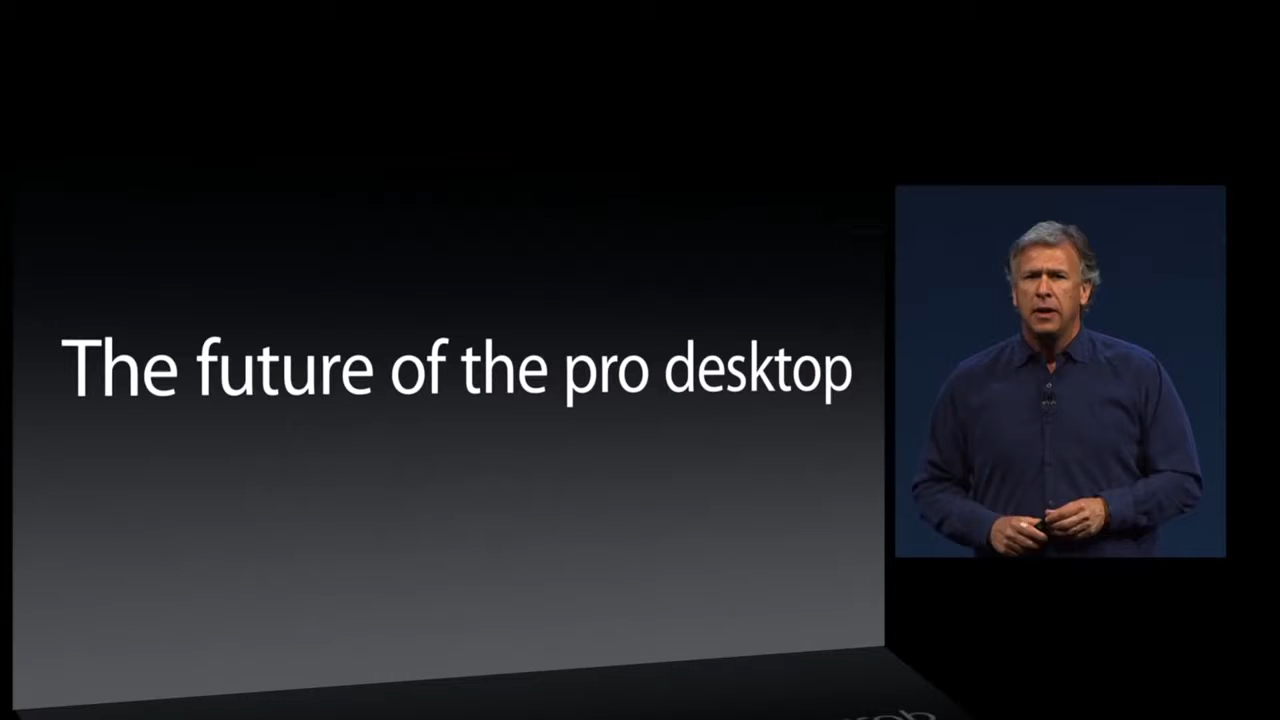 The future of the pro desktop